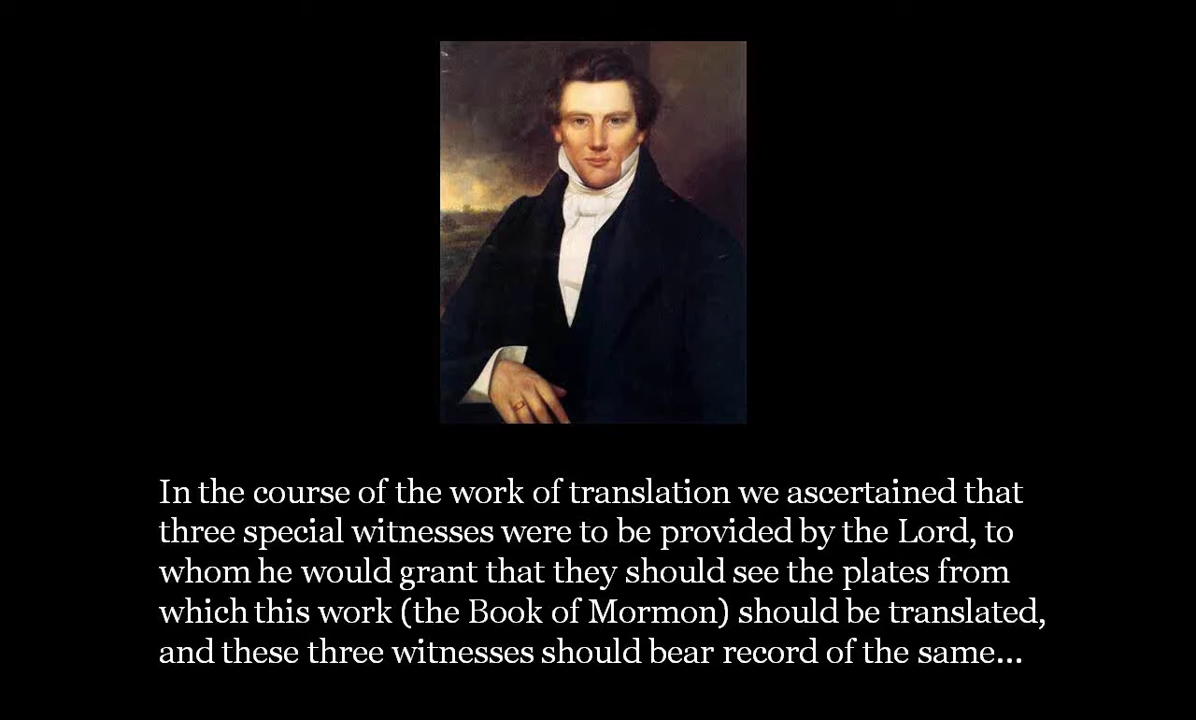 In the course of the work of translation we ascertained that
three special witnesses were to be provided by the Lord, to
whom he would grant that they should see the plates from
which this work (the Book of Mormon) should be translated,
and these three witnesses should bear record of the same...